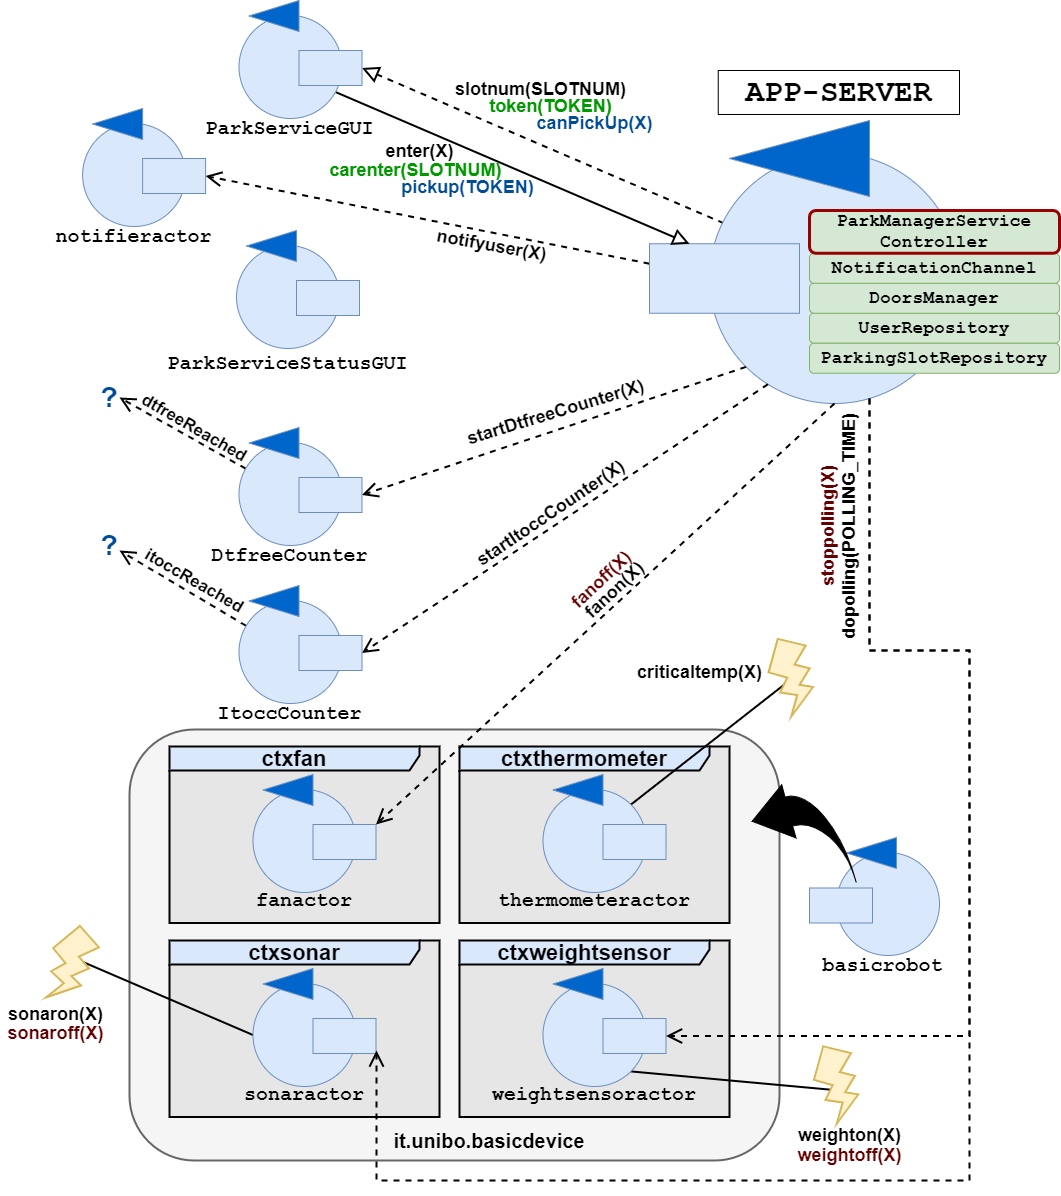 slotnum(SLOTNUM)
token(TOKEN)
canPickUp(X)
APP-SERVER
ParkServiceGUI
enter(X)
carenter(SLOTNUM)
pickup(TOKEN)
notifieractor
notifyuser(X)
ParkManagerService
Controller
NotificationChannel
DoorsManager
UserRepository
ParkingSlotRepository
ParkServiceStatusGUI
?
dtfreeReached
startDtfreeCounter(X)
DtfreeCounter
?
itoccReached
startItoccCounter(X)
ItoccCounter
fanoff(X)
fanon(X)
stoppolling(X)
dopolling(POLLING_TIME)
criticaltemp(X)
ctxfan
fanactor
ctxthermometer
thermometeractor
basicrobot
ctxsonar
sonaractor
ctxweightsensor
weightsensoractor
sonaron(X)
sonaroff(X)
weighton(X)
weightoff(X)
it.unibo.basicdevice